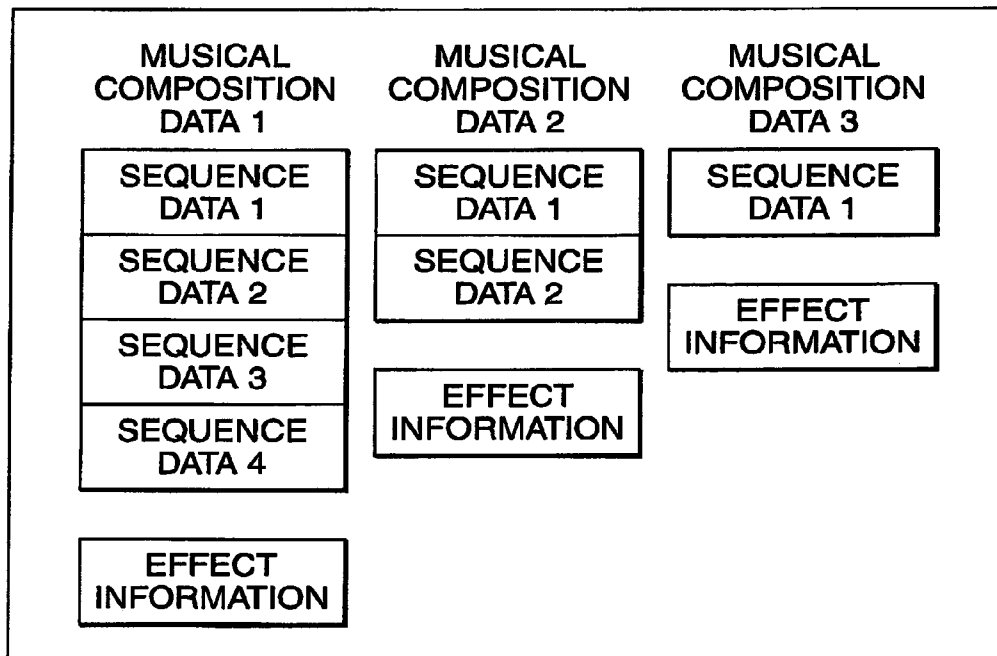 MUSICAL
COMPOSITION
DATA 1
SEQUENCE
DATA 1
SEQUENCE
DATA 2
SEQUENCE
DATA 3
SEQUENCE
DATA 4
EFFECT
INFORMATION
MUSICAL
COMPOSITION
DATA 2
SEQUENCE
DATA 1
SEQUENCE
DATA 2
EFFECT
INFORMATION
MUSICAL
COMPOSITION
DATA 3
SEQUENCE
DATA 1
EFFECT
INFORMATION